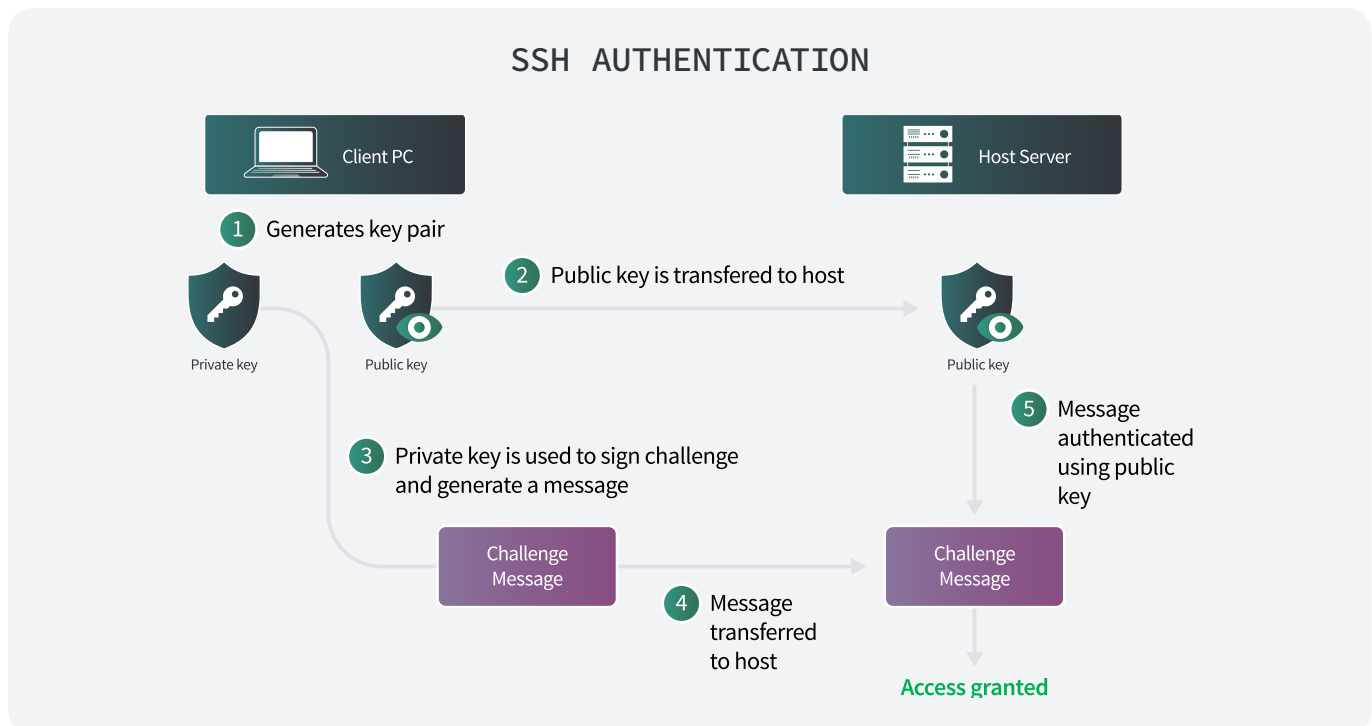 SSH AUTHENTICATION
Client PC
Host Server
1 Generates key pair
2 Public key is transfered to host
Private key
Public key
Public key
3 Private key is used to sign challenge
and generate a message
5 Message
authenticated
using public
key
Challenge
Message
Challenge
Message
4 Message
transferred
to host
Access granted